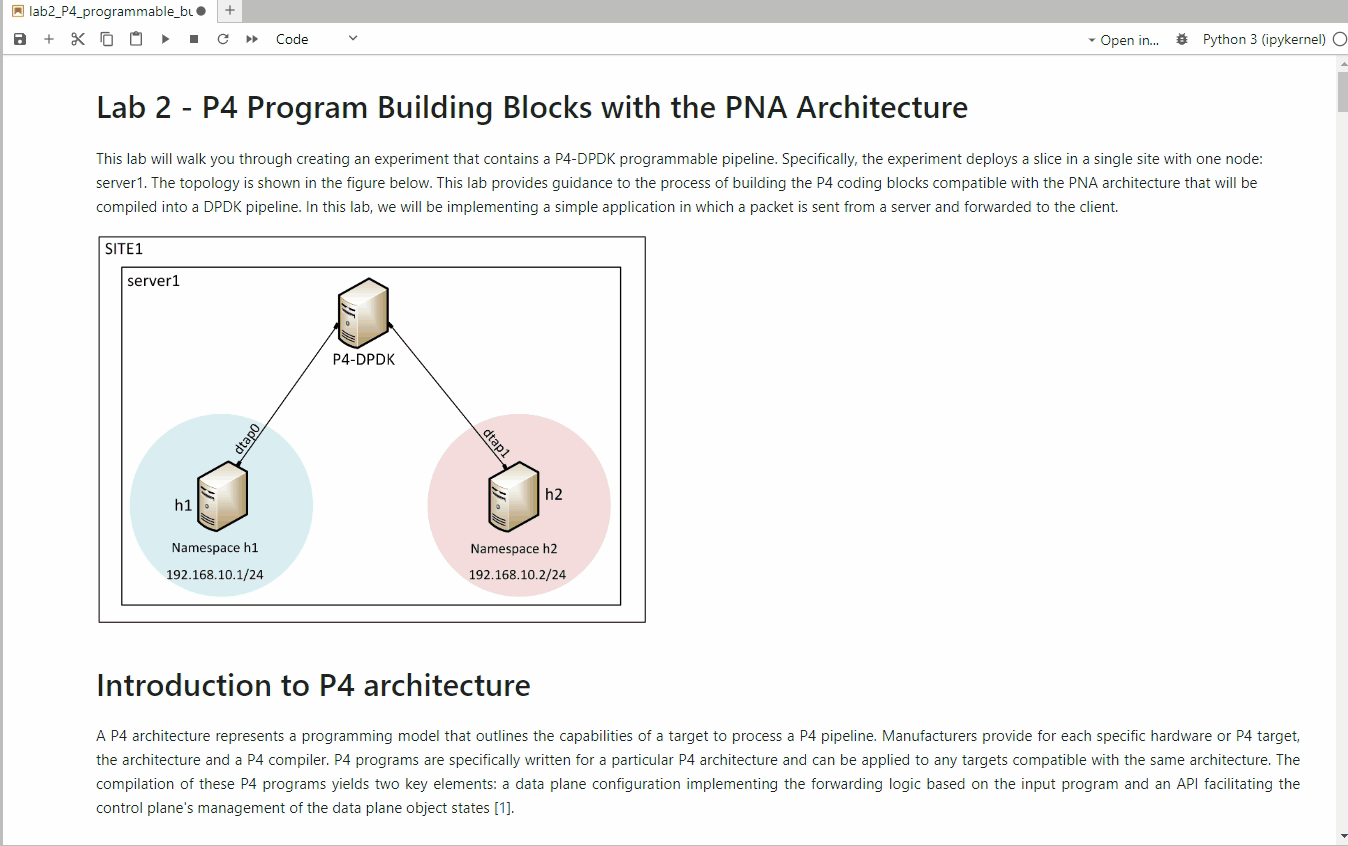 lab2_P4_programmable_bu
Code
Open in...
Python 3 (ipykernel)
Lab 2 - P4 Program Building Blocks with the PNA Architecture
This lab will walk you through creating an experiment that contains a P4-DPDK programmable pipeline. Specifically, the experiment deploys a slice in a single site with one node:
server1. The topology is shown in the figure below. This lab provides guidance to the process of building the P4 coding blocks compatible with the PNA architecture that will be
compiled into a DPDK pipeline. In this lab, we will be implementing a simple application in which a packet is sent from a server and forwarded to the client.
SITE1
server1
P4-DPDK
dtap0
dtap1
h1
h2
Namespace h1
Namespace h2
192.168.10.1/24
192.168.10.2/24
Introduction to P4 architecture
A P4 architecture represents a programming model that outlines the capabilities of a target to process a P4 pipeline. Manufacturers provide for each specific hardware or P4 target,
the architecture and a P4 compiler. P4 programs are specifically written for a particular P4 architecture and can be applied to any targets compatible with the same architecture. The
compilation of these P4 programs yields two key elements: a data plane configuration implementing the forwarding logic based on the input program and an API facilitating the
control plane's management of the data plane object states [1].